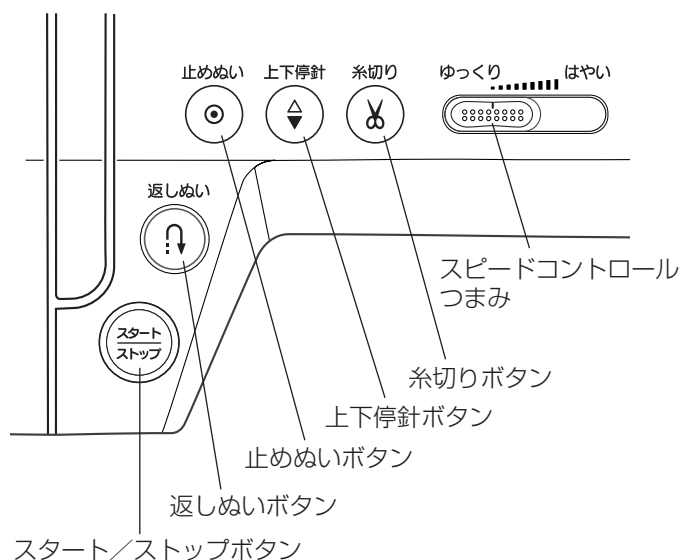 止めぬい
上下停針
糸切り
ゆっくり
はやい
返しぬい
スタート
ストップ
スピードコントロール
つまみ
糸切りボタン
上下停針ボタン
止めぬいボタン
返しぬいボタン
スタート／ストップボタン